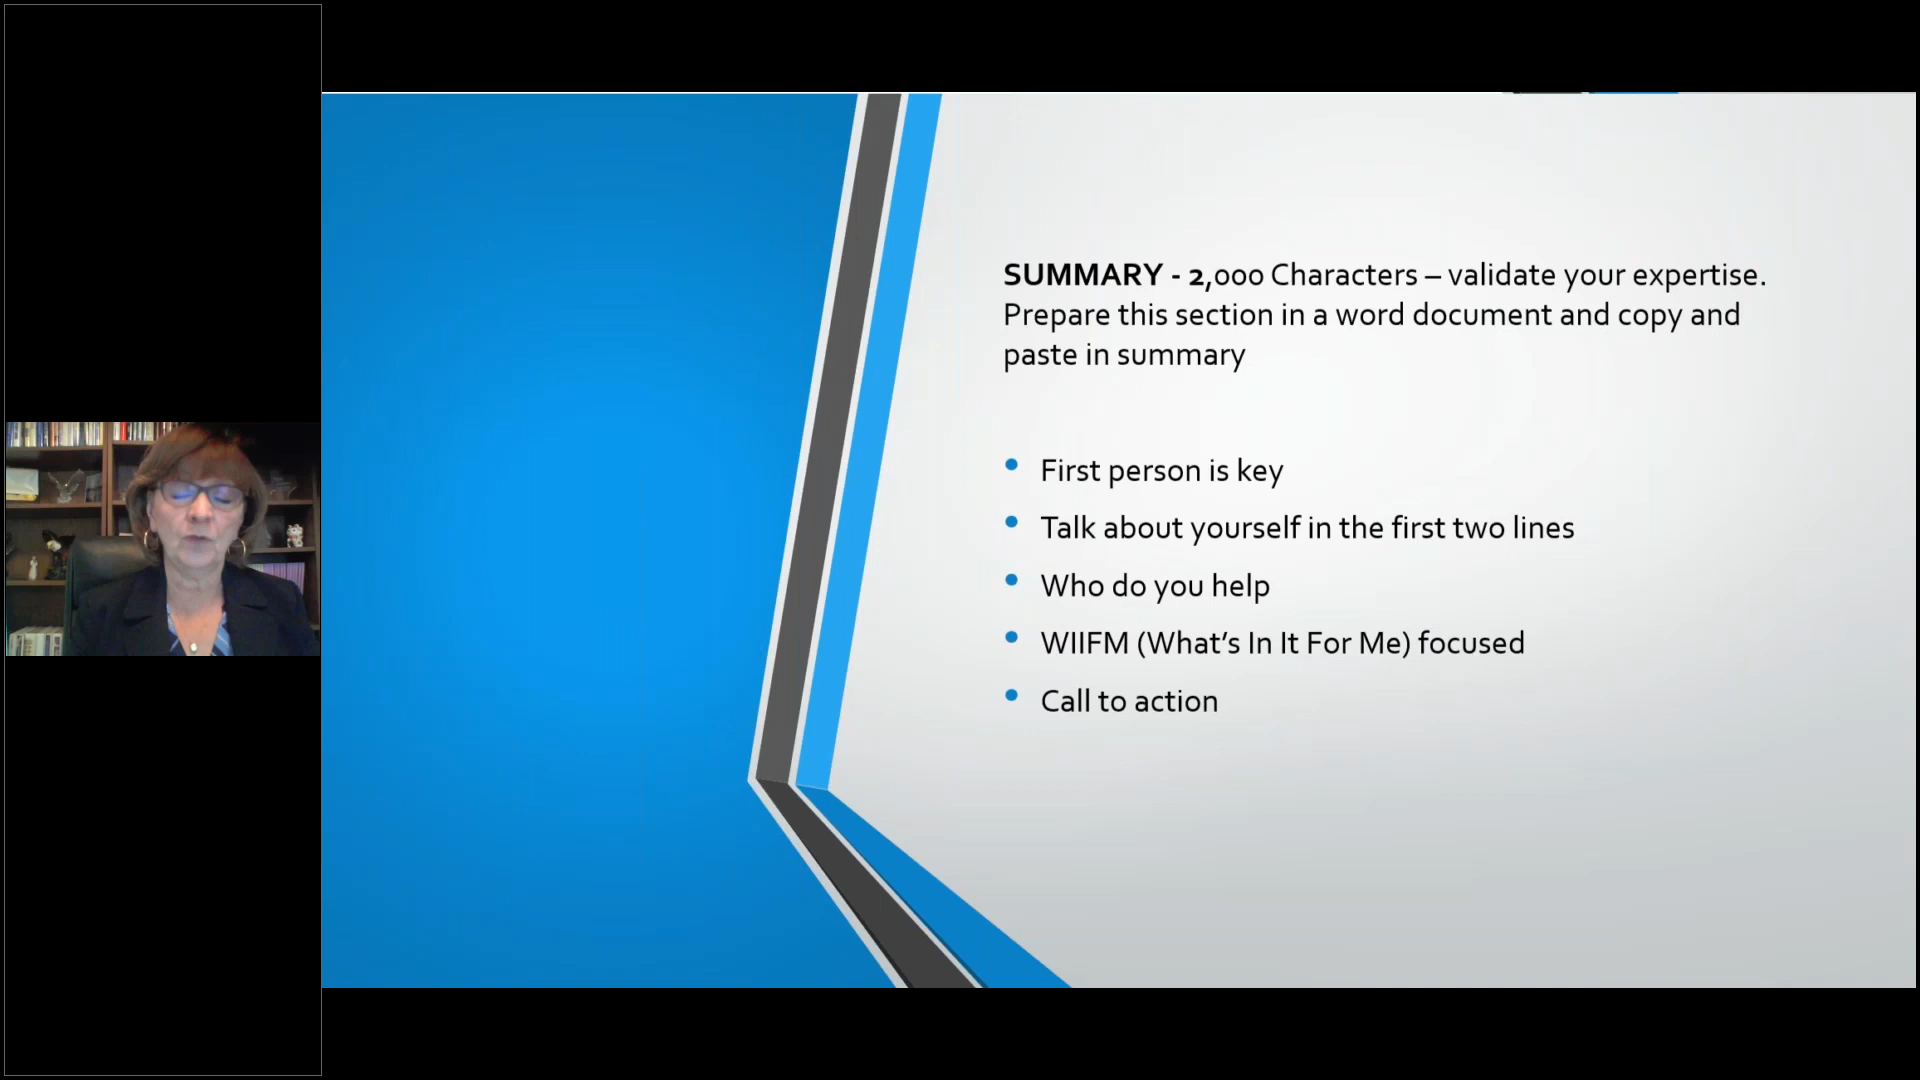 SUMMARY - 2,000 Characters – validate your expertise.
Prepare this section in a word document and copy and
paste in summary
• First person is key
• Talk about yourself in the first two lines
• Who do you help
• WIIFM (What’s In It For Me) focused
• Call to action